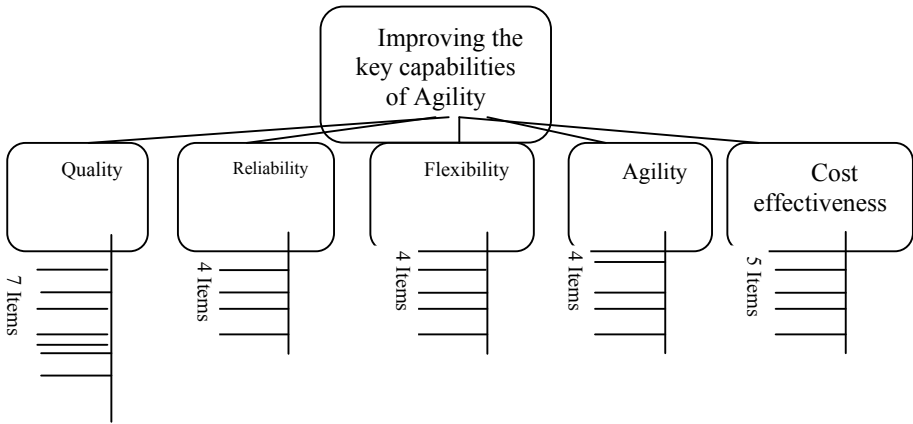 Improving the
key capabilities
of Agility
Quality
Reliability
Flexibility
Agility
Cost
effectiveness
7 Items
4 Items
4 Items
4 Items
5 Items